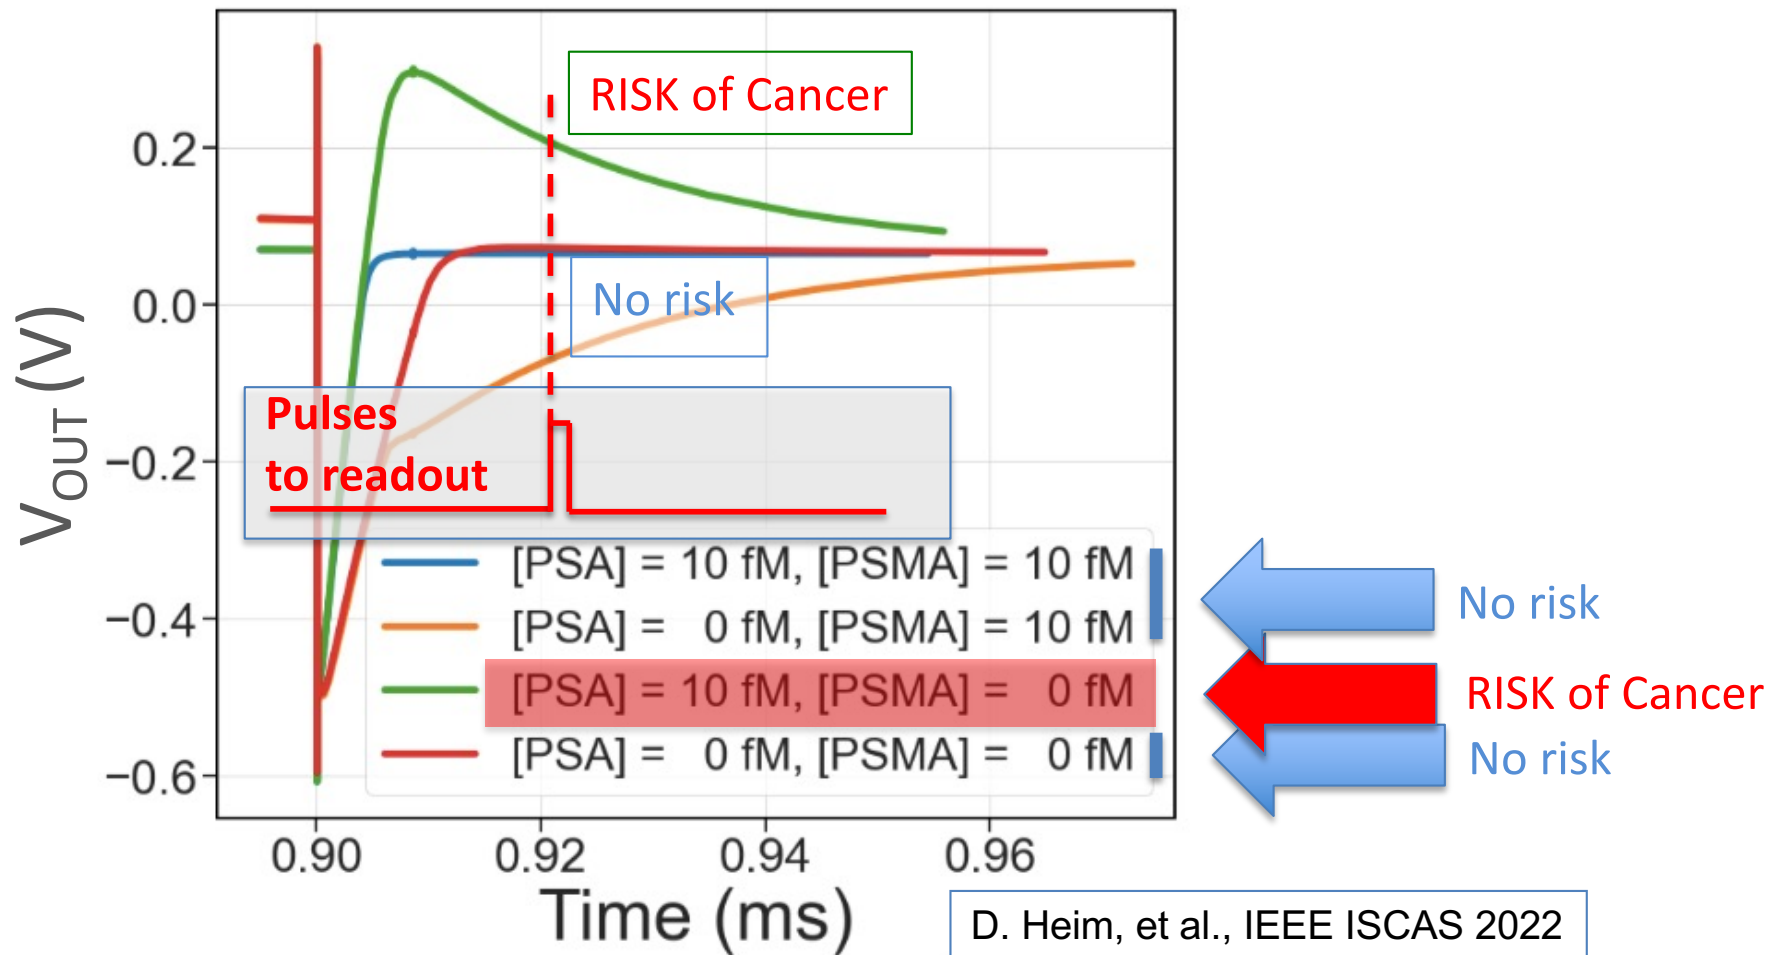 RISK of Cancer
0.2
0.0
−0.2
−0.4
−0.6
V_OUT (V)
No risk
Pulses
to readout
[PSA] = 10 fM, [PSMA] = 10 fM
[PSA] = 0 fM, [PSMA] = 10 fM
[PSA] = 10 fM, [PSMA] = 0 fM
[PSA] = 0 fM, [PSMA] = 0 fM
No risk
RISK of Cancer
No risk
0.90 0.92 0.94 0.96
Time (ms)
D. Heim, et al., IEEE ISCAS 2022